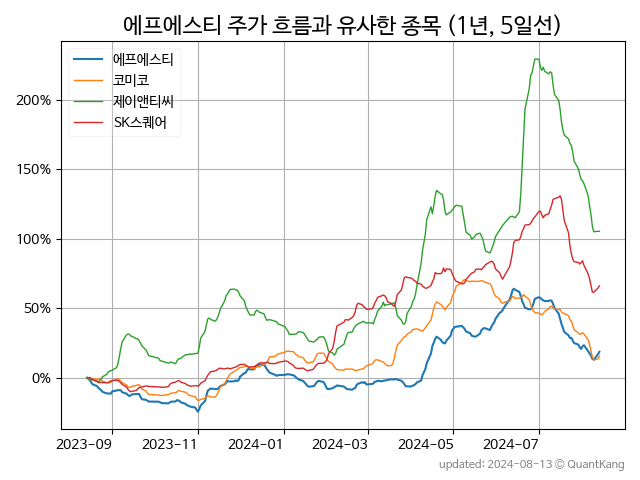 에프에스티 주가 흐름과 유사한 종목 (1년, 5일선)
에프에스티
코미코
제이앤티씨
SK스퀘어
200%
150%
100%
50%
0%
2023-09 2023-11 2024-01 2024-03 2024-05 2024-07
updated: 2024-08-13 © QuantKang